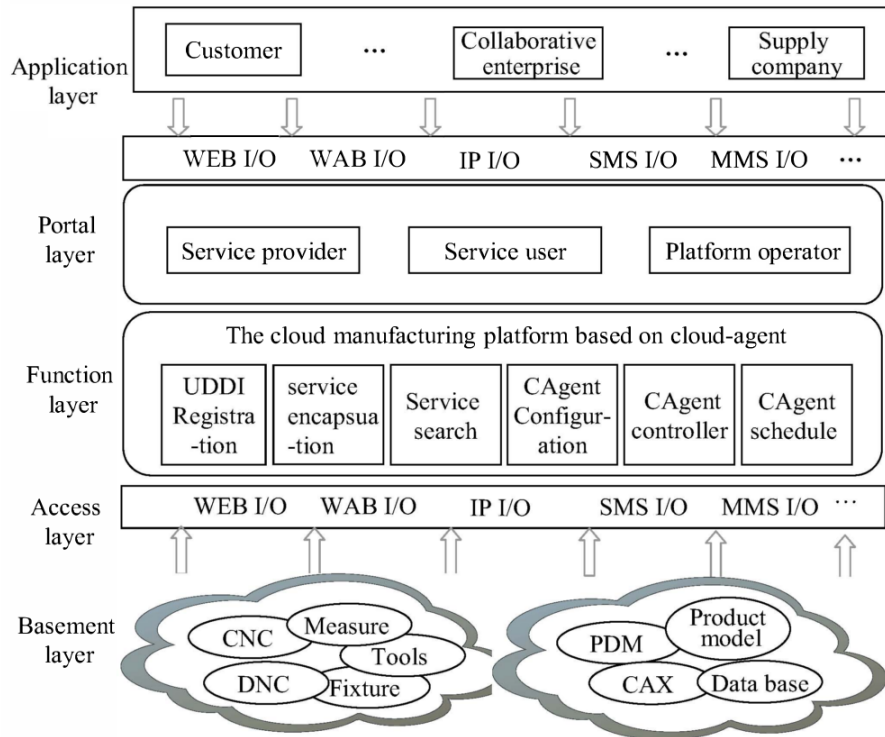 Application
layer
Customer
...
Collaborative
enterprise
...
Supply
company
WEB I/O WAB I/O IP I/O SMS I/O MMS I/O ...
Portal
layer
Service provider
Service user
Platform operator
Function
layer
The cloud manufacturing platform based on cloud-agent
UDDI
Registra
-tion
service
encapsua
-tion
Service
search
CAgent
Configur-
ation
CAgent
controller
CAgent
schedule
Access
layer
WEB I/O WAB I/O IP I/O SMS I/O MMS I/O ...
Basement
layer
CNC
Measure
Tools
DNC
Fixture
PDM
Product
model
CAX
Data base